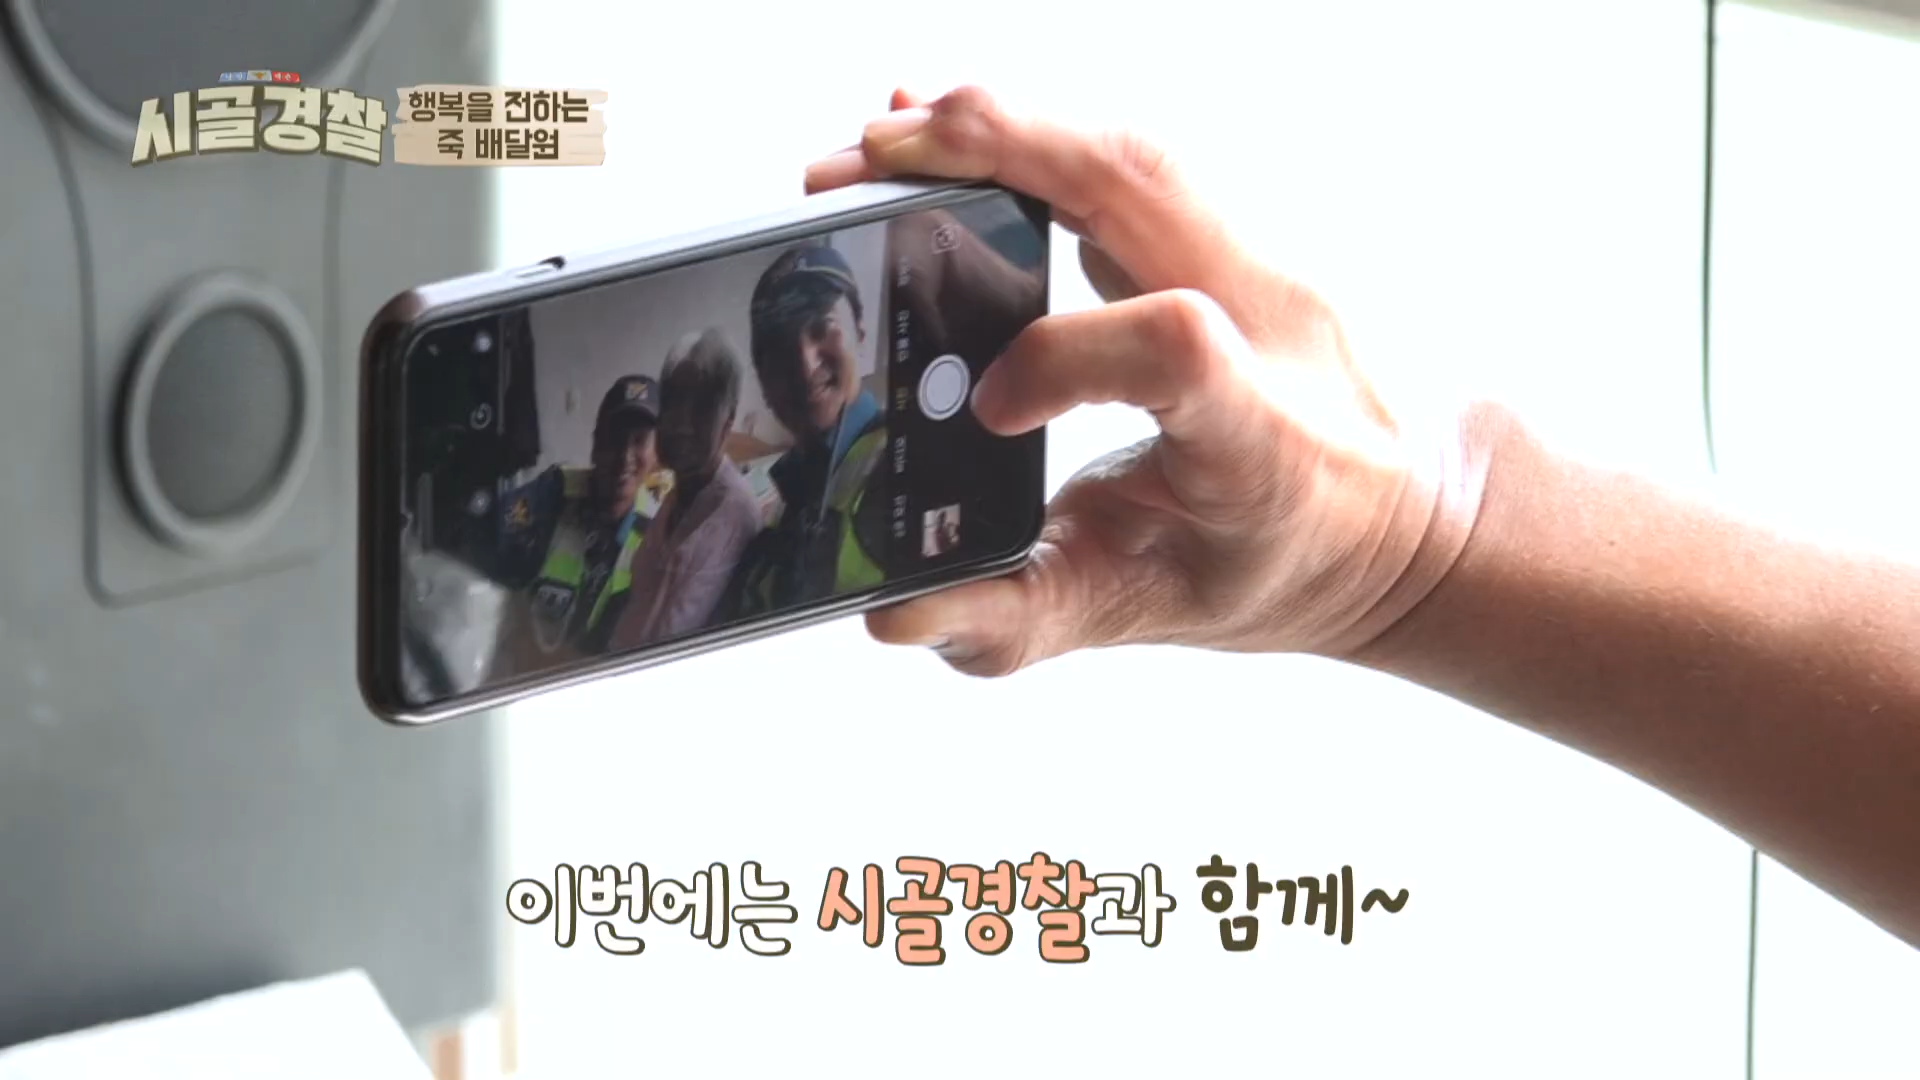 시골경찰
행복을 전하는
죽 배달원
이번에는 시골경찰과 함께~